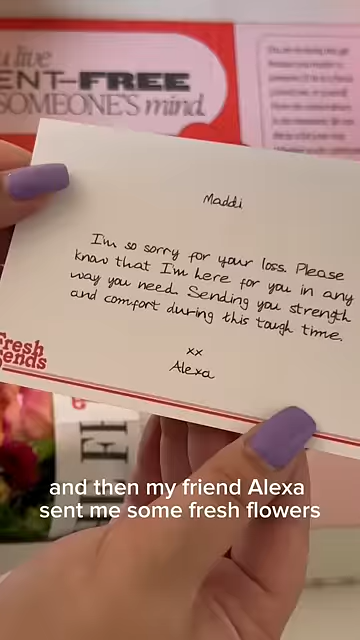 u live
ENT-FREE
SOMEONE'S mind.
Maddi
I'm so sorry for your loss. Please
know that I'm here for you in any
way you need. Sending you strength
and comfort during this tough time.
xx
Alexa
Fresh
Sends
and then my friend Alexa
sent me some fresh flowers